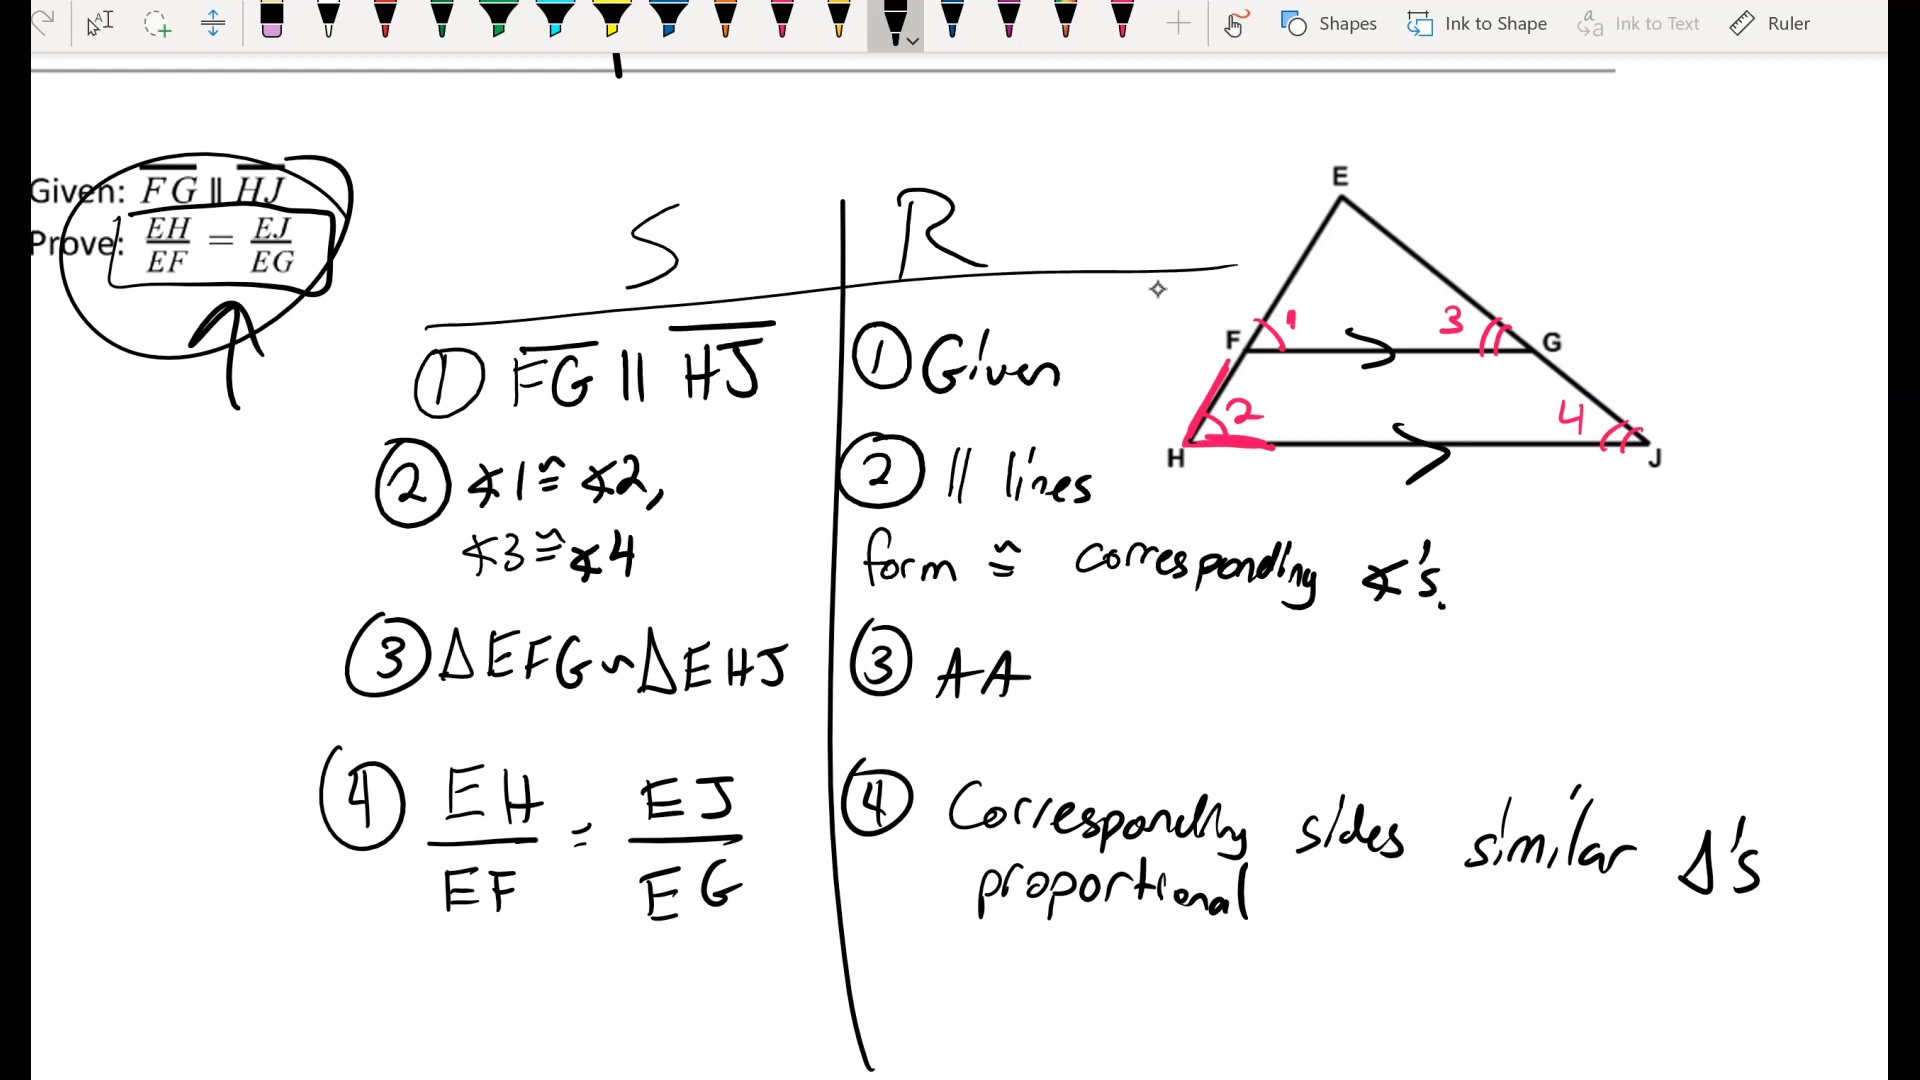 Shapes Ink to Shape Ink to Text Ruler
Given: FG || HJ
Prove: EH/EF = EJ/EG
S R
① FG || HJ ① Given
② ∡1 ≅ ∡2, ② || lines
∡3 ≅ ∡4 form ≅ corresponding ∡'s.
③ ΔEFG ~ ΔEHJ ③ AA
④ EH/EF = EJ/EG ④ Corresponding sides similar Δ's
proportional
E
F 1 3 G
2 4
H J